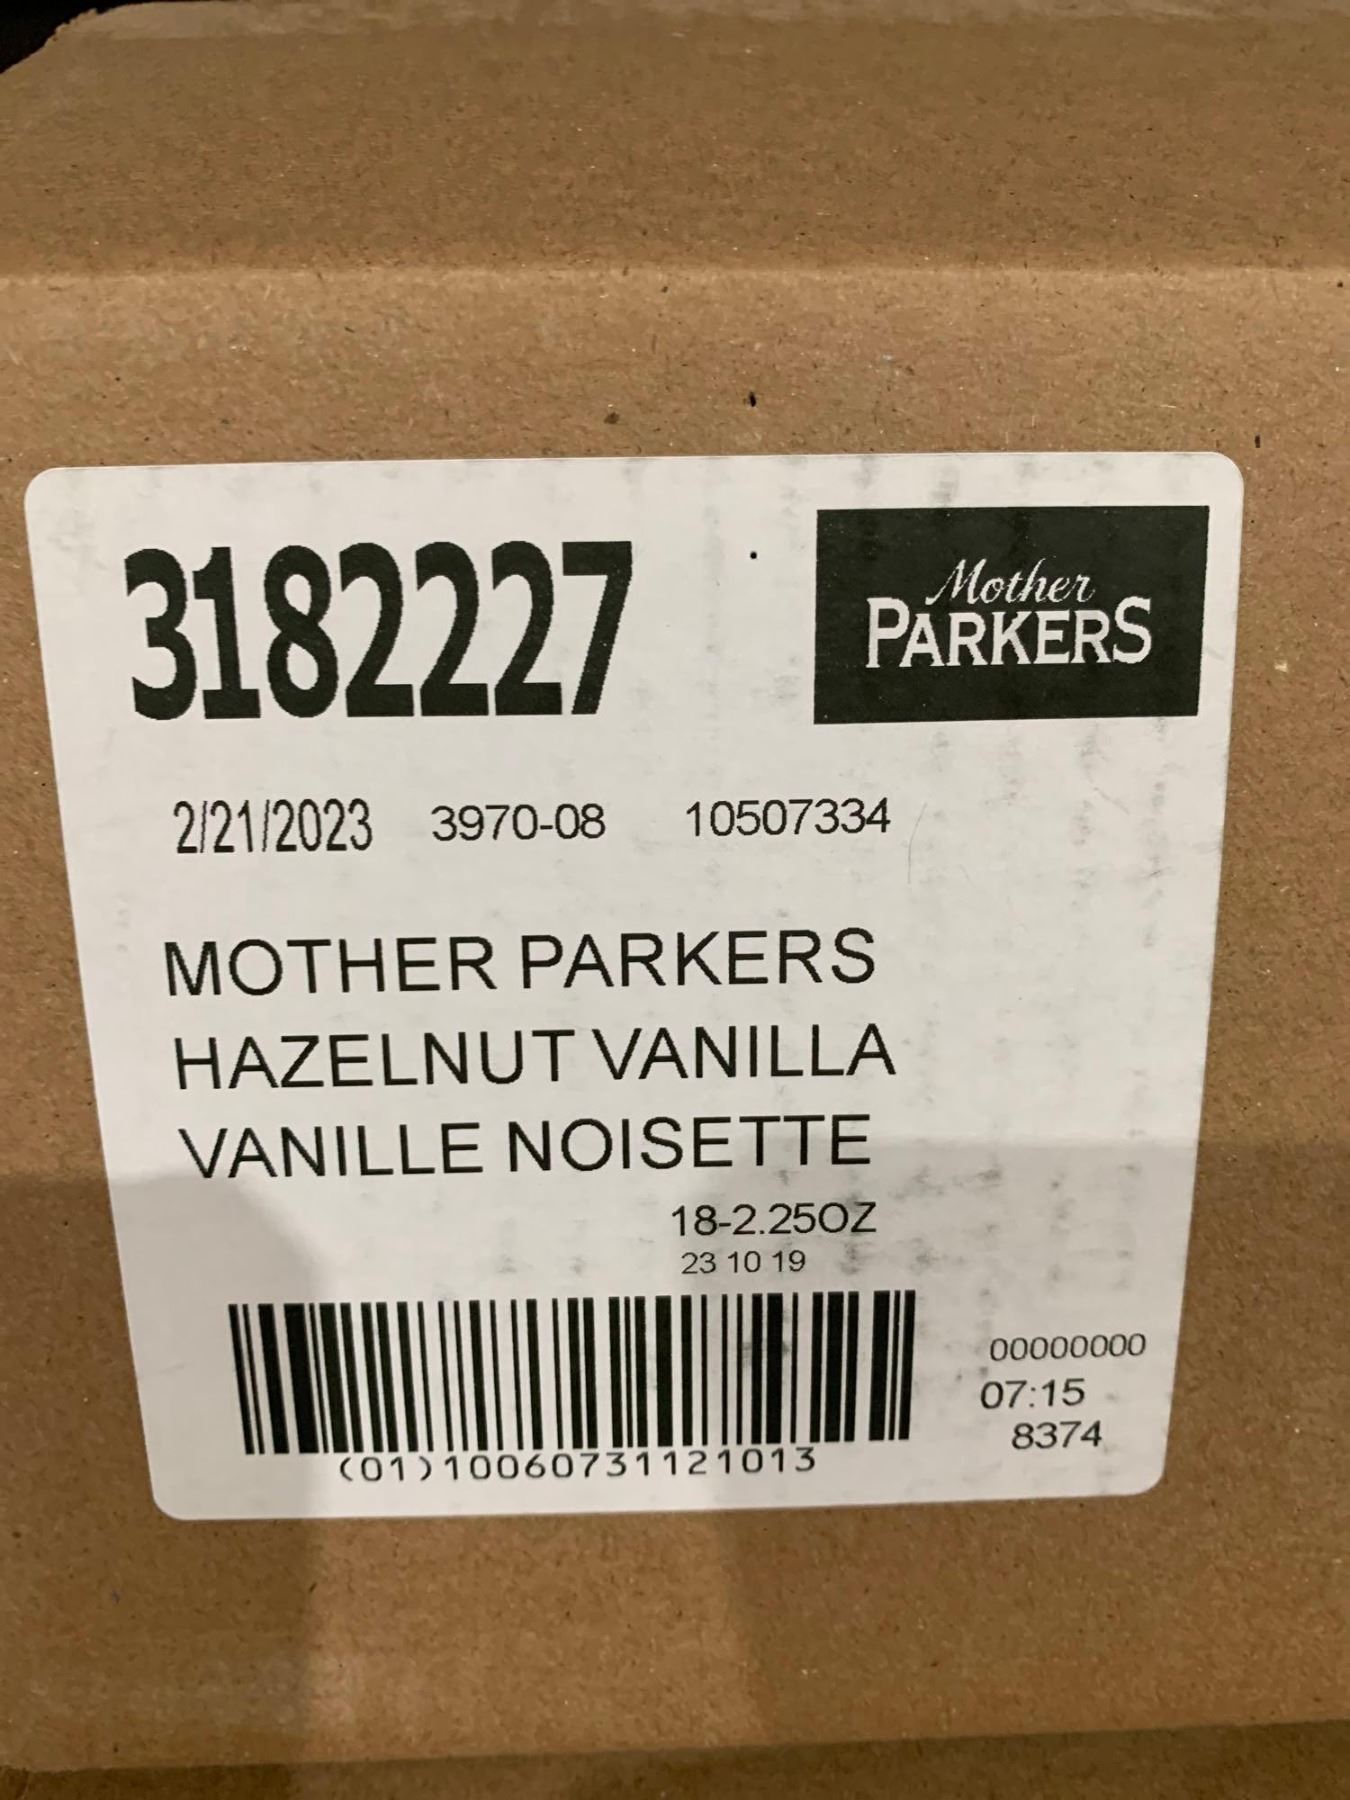 3182227
Mother
PARKERS
2/21/2023 3970-08 10507334
MOTHER PARKERS
HAZELNUT VANILLA
VANILLE NOISETTE
18-2.25OZ
23 10 19
(01)10060731121013
00000000
07:15
8374